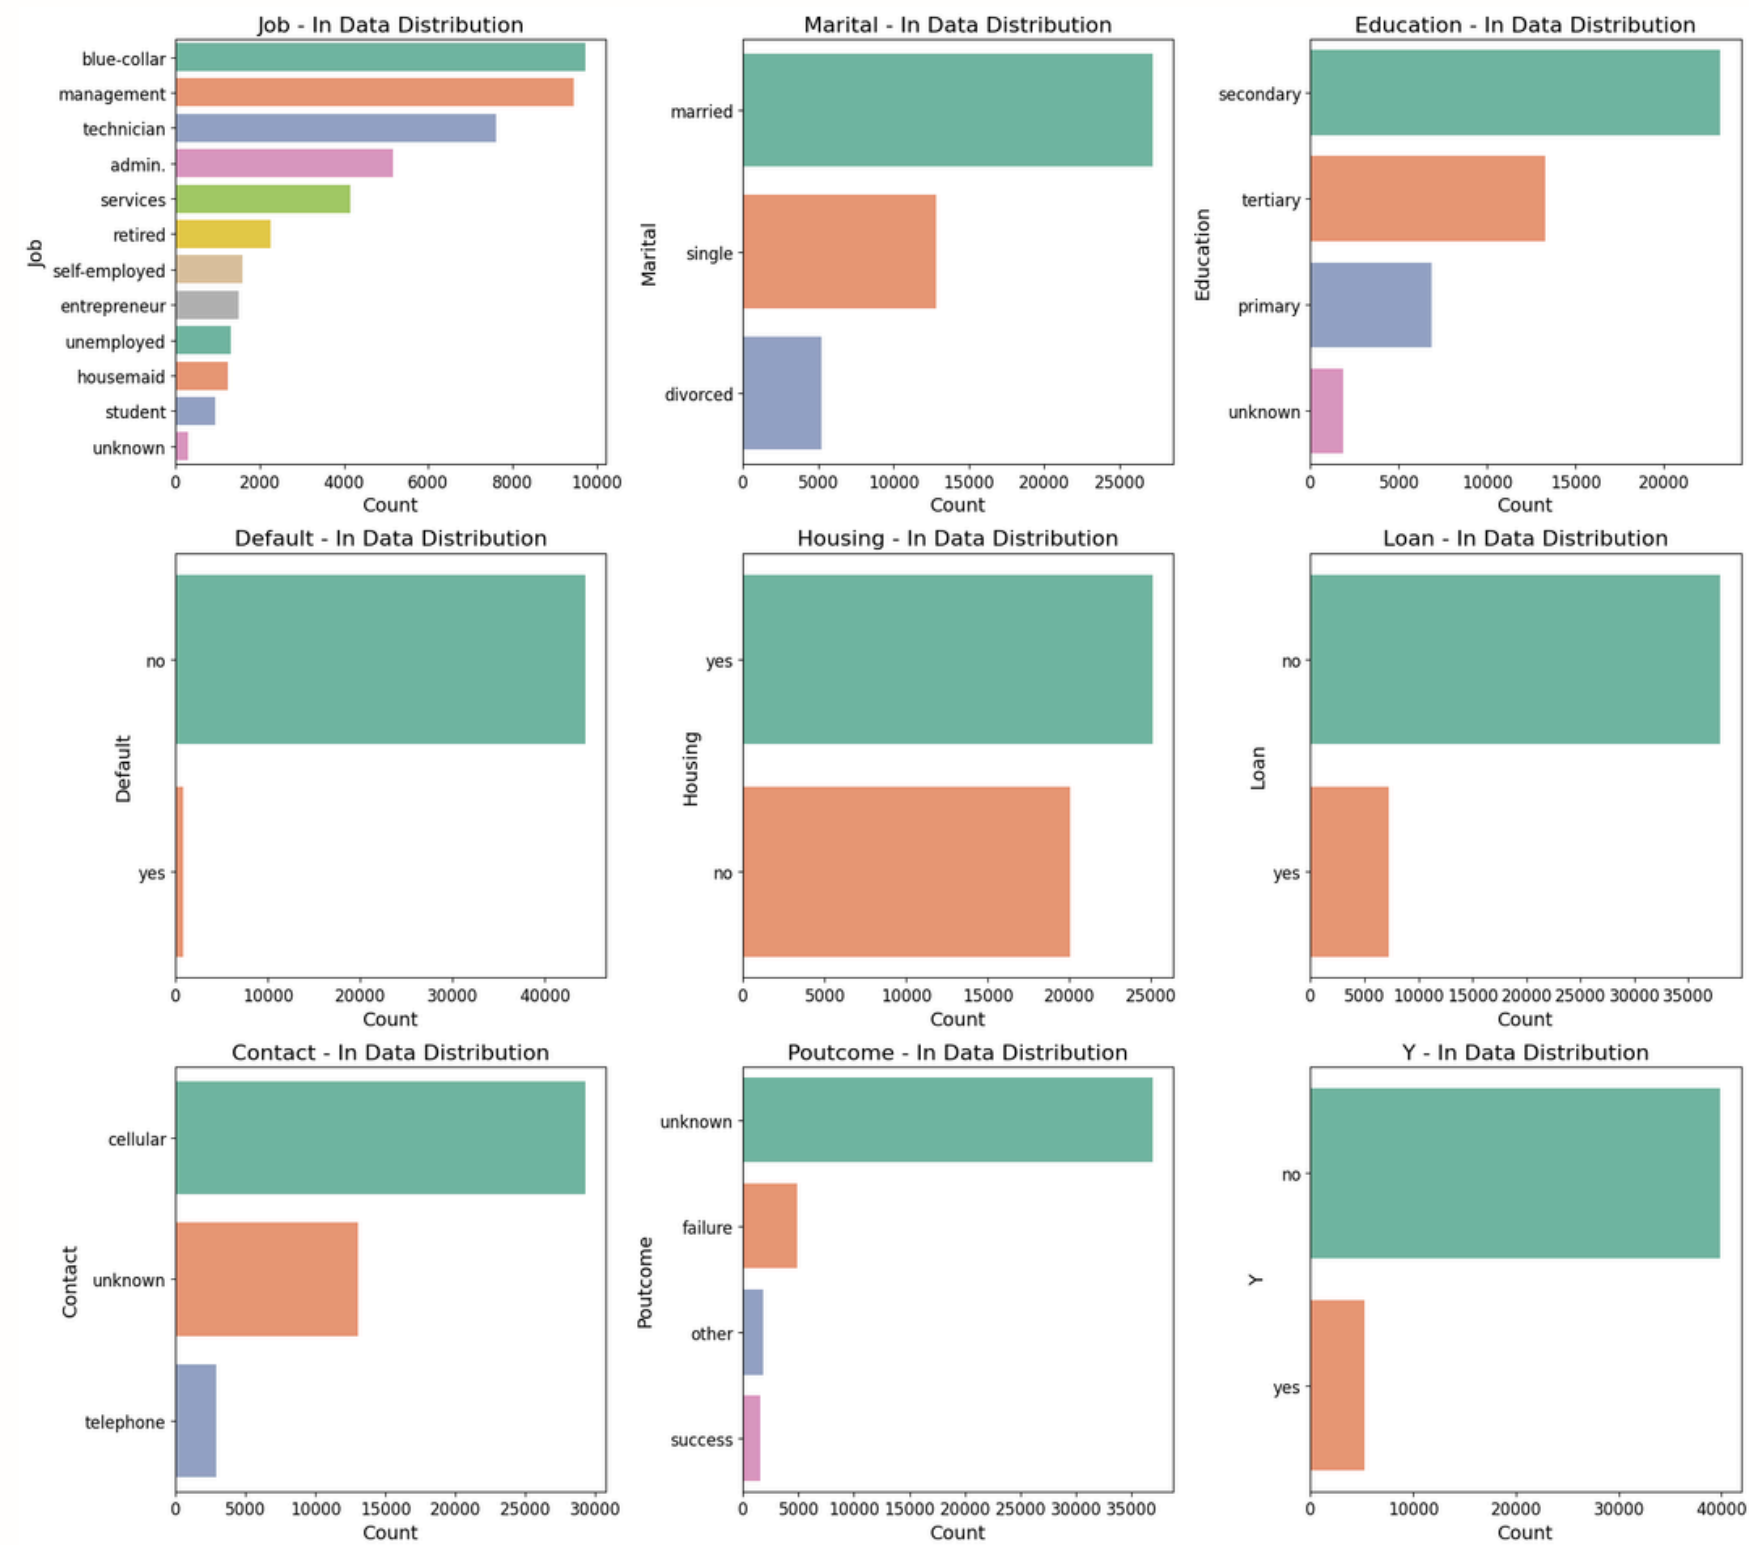 Job - In Data Distribution
Job
blue-collar
management
technician
admin.
services
retired
self-employed
entrepreneur
unemployed
housemaid
student
unknown
0 2000 4000 6000 8000 10000
Count
Marital - In Data Distribution
Marital
married
single
divorced
0 5000 10000 15000 20000 25000
Count
Education - In Data Distribution
Education
secondary
tertiary
primary
unknown
0 5000 10000 15000 20000
Count
Default - In Data Distribution
Default
no
yes
0 10000 20000 30000 40000
Count
Housing - In Data Distribution
Housing
yes
no
0 5000 10000 15000 20000 25000
Count
Loan - In Data Distribution
Loan
no
yes
0 5000 10000 15000 20000 25000 30000 35000
Count
Contact - In Data Distribution
Contact
cellular
unknown
telephone
0 5000 10000 15000 20000 25000 30000
Count
Poutcome - In Data Distribution
Poutcome
unknown
failure
other
success
0 5000 10000 15000 20000 25000 30000 35000
Count
Y - In Data Distribution
Y
no
yes
0 10000 20000 30000 40000
Count